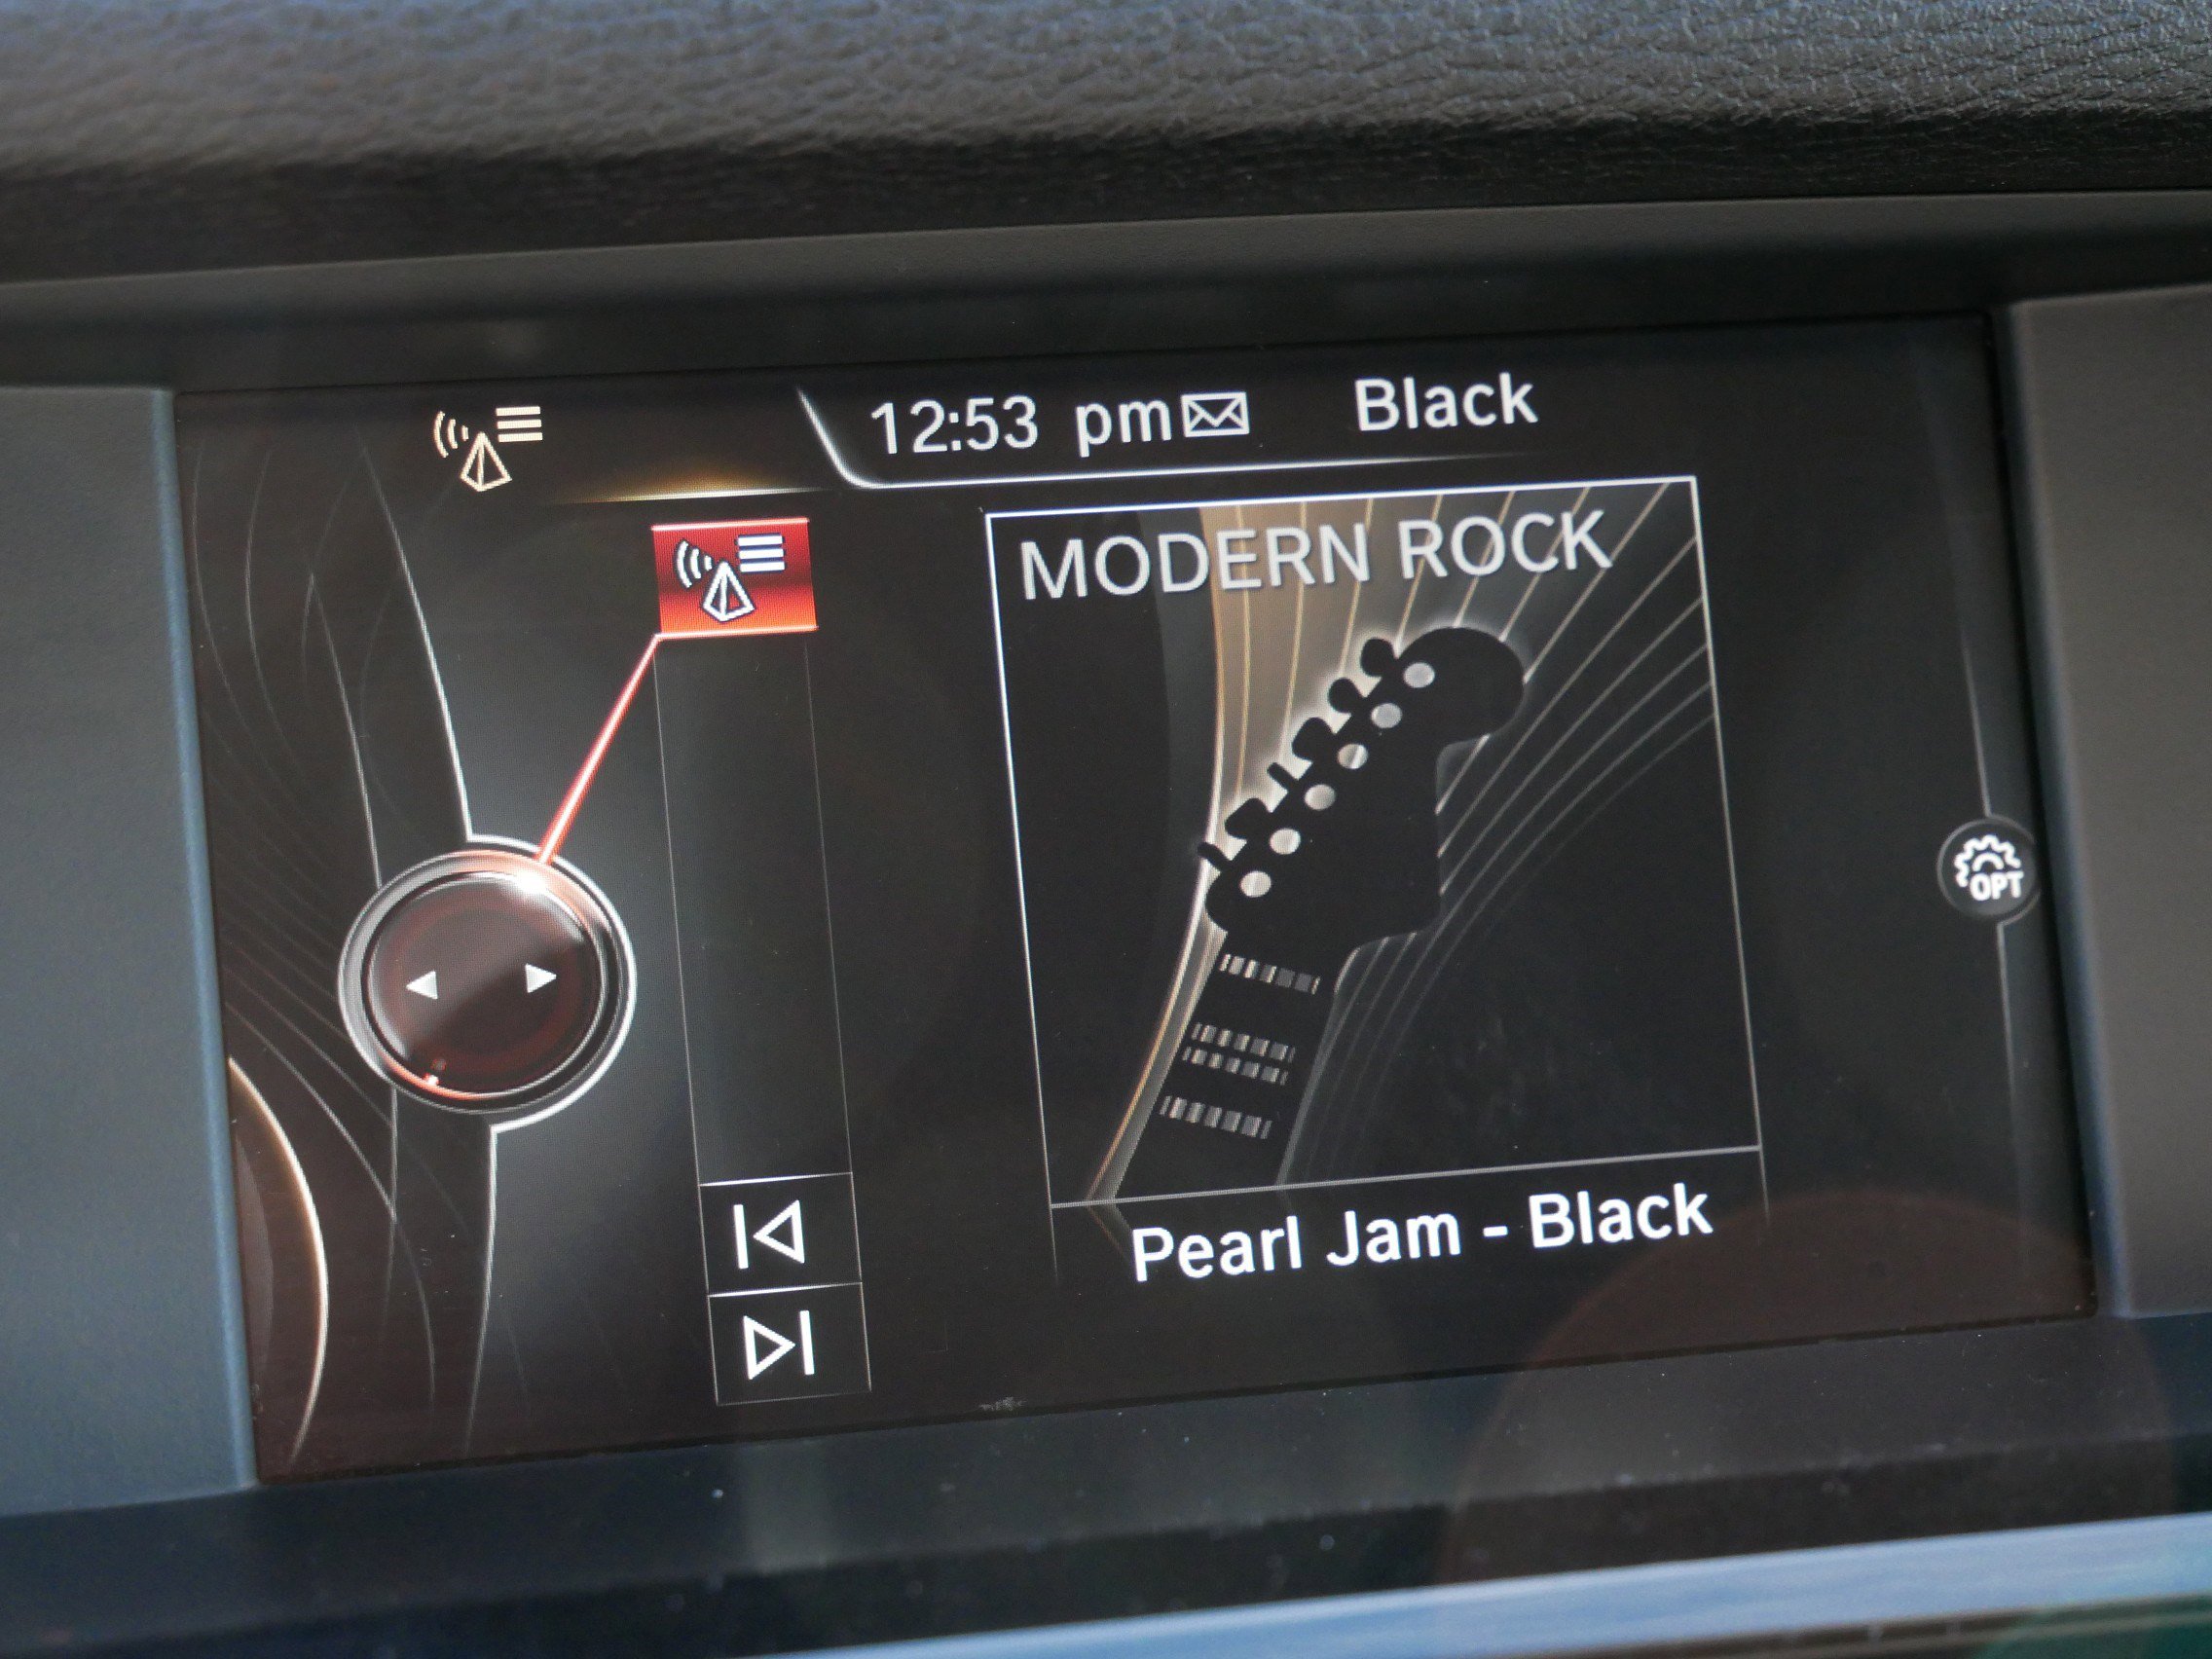 12:53 pm Black
MODERN ROCK
OPT
Pearl Jam - Black